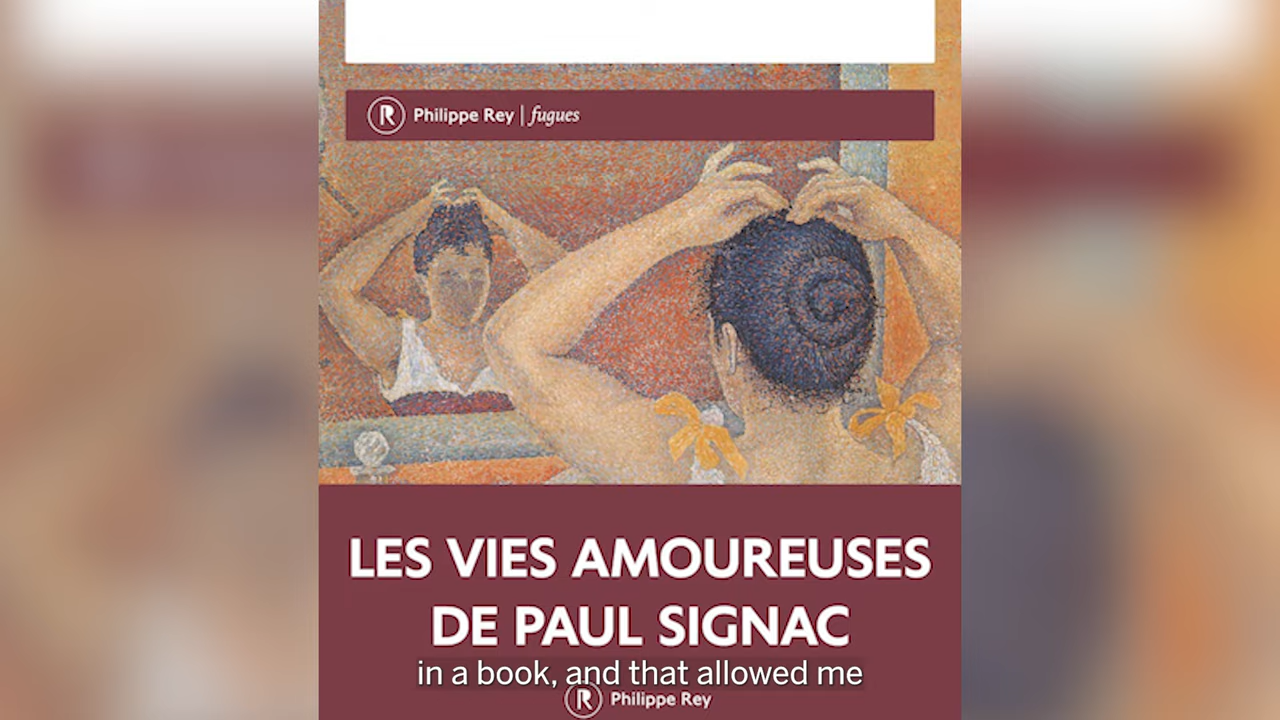 Philippe Rey | fugues
LES VIES AMOUREUSES
DE PAUL SIGNAC
in a book, and that allowed me
Philippe Rey